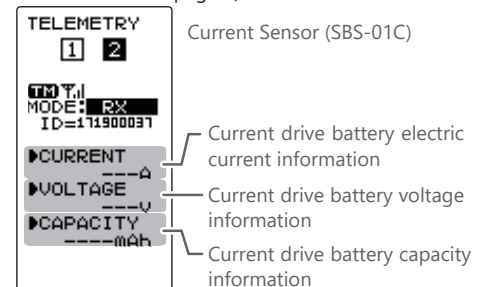 TELEMETRY
1 2
Current Sensor (SBS-01C)
TM
MODE: RX
ID=171900037
CURRENT
---A
Current drive battery electric
current information
VOLTAGE
---V
Current drive battery voltage
information
CAPACITY
----mAh
Current drive battery capacity
information